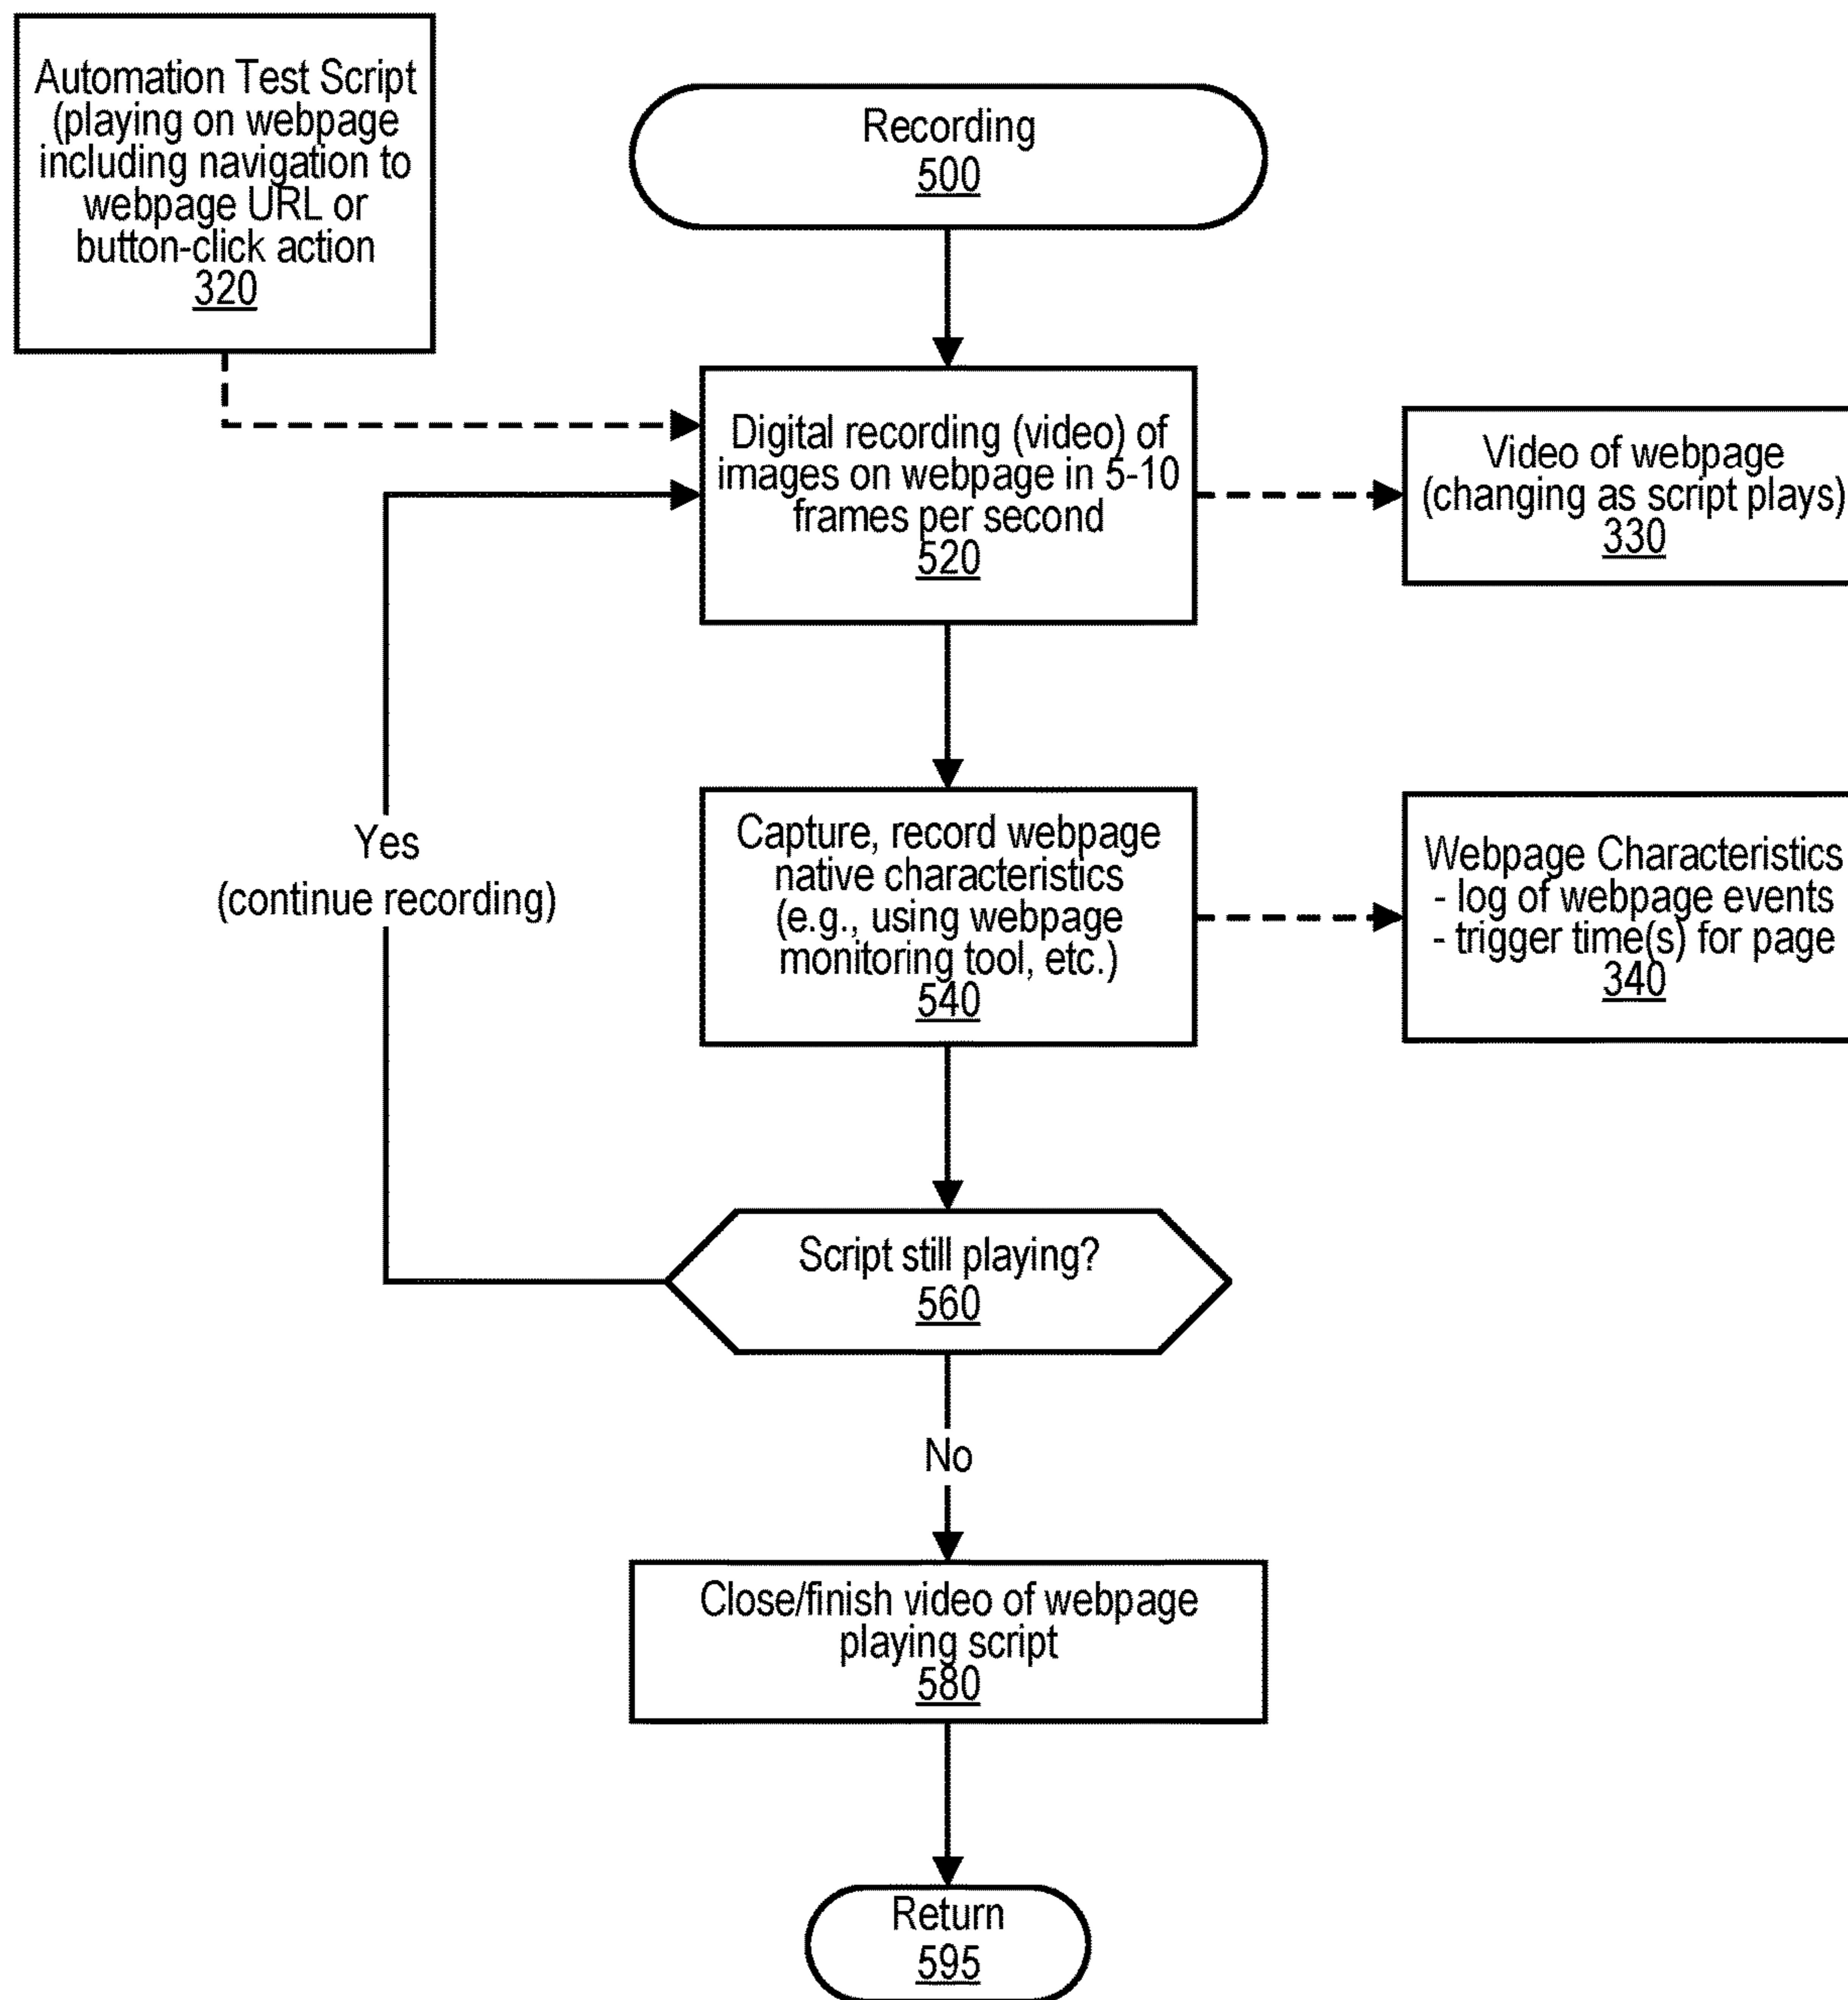 Automation Test Script
(playing on webpage
including navigation to
webpage URL or
button-click action
320
Recording
500
Digital recording (video) of
images on webpage in 5-10
frames per second
520
Video of webpage
(changing as script plays)
330
Yes
(continue recording)
Capture, record webpage
native characteristics
(e.g., using webpage
monitoring tool, etc.)
540
Webpage Characteristics
- log of webpage events
- trigger time(s) for page
340
Script still playing?
560
No
Close/finish video of webpage
playing script
580
Return
595